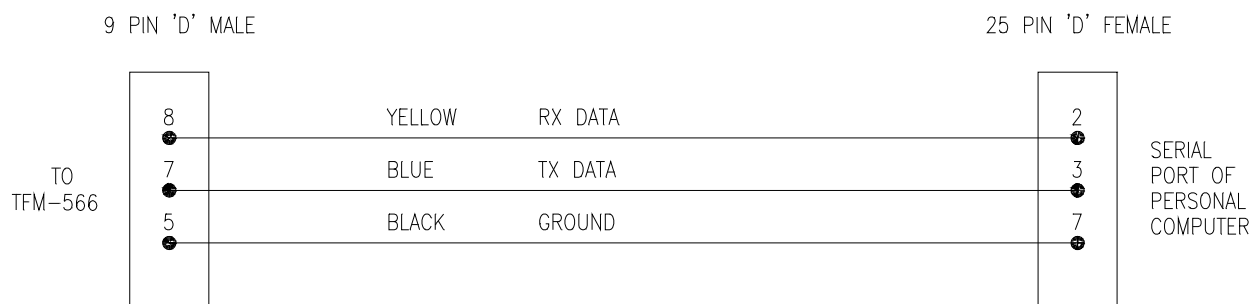 9 PIN 'D' MALE
25 PIN 'D' FEMALE
8 YELLOW RX DATA 2
7 BLUE TX DATA 3
5 BLACK GROUND 7
TO
TFM-566
SERIAL
PORT OF
PERSONAL
COMPUTER